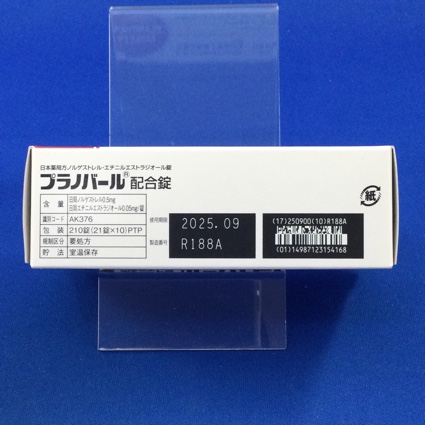 日本薬局方ノルゲストレル・エチニルエストラジオール錠
プラノバール®配合錠
含量 日局ノルゲストレル0.5mg
日局エチニルエストラジオール0.05mg/錠
識別コード AK376
包装 210錠(21錠×10)PTP
規制区分 要処方
貯法 室温保存
使用期限 2025.09
製造番号 R188A
(17)250900(10)R188A
(01)14987123154168
紙